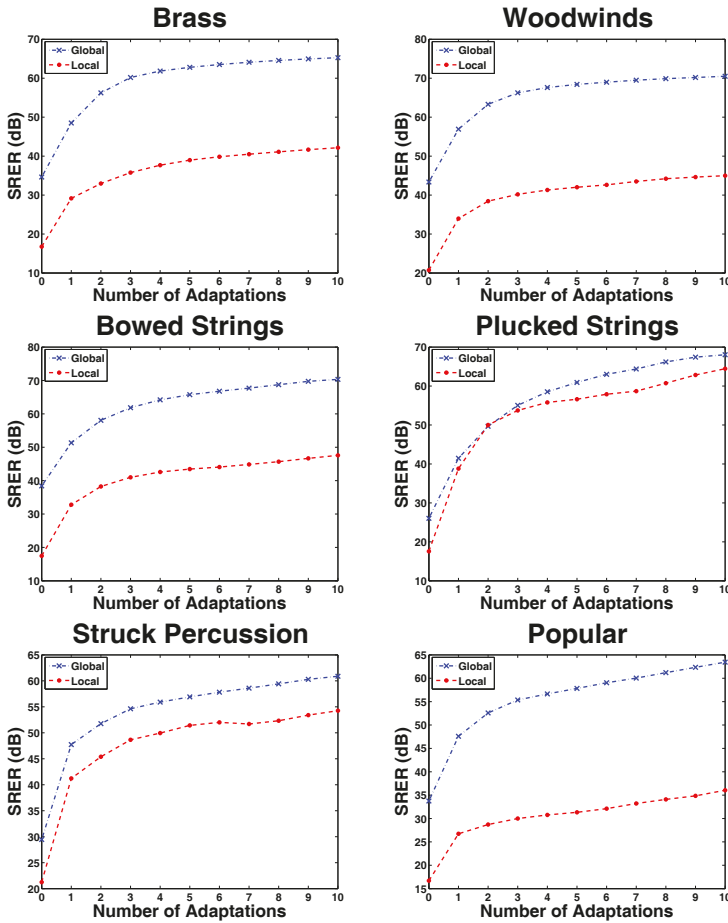 Brass
70
60
50
40
30
20
10
SRER (dB)
Global
Local
0 1 2 3 4 5 6 7 8 9 10
Number of Adaptations
Woodwinds
80
70
60
50
40
30
20
SRER (dB)
Global
Local
0 1 2 3 4 5 6 7 8 9 10
Number of Adaptations
Bowed Strings
80
70
60
50
40
30
20
10
SRER (dB)
Global
Local
0 1 2 3 4 5 6 7 8 9 10
Number of Adaptations
Plucked Strings
70
60
50
40
30
20
10
SRER (dB)
Global
Local
0 1 2 3 4 5 6 7 8 9 10
Number of Adaptations
Struck Percussion
65
60
55
50
45
40
35
30
25
20
SRER (dB)
Global
Local
0 1 2 3 4 5 6 7 8 9 10
Number of Adaptations
Popular
65
60
55
50
45
40
35
30
25
20
15
SRER (dB)
Global
Local
0 1 2 3 4 5 6 7 8 9 10
Number of Adaptations